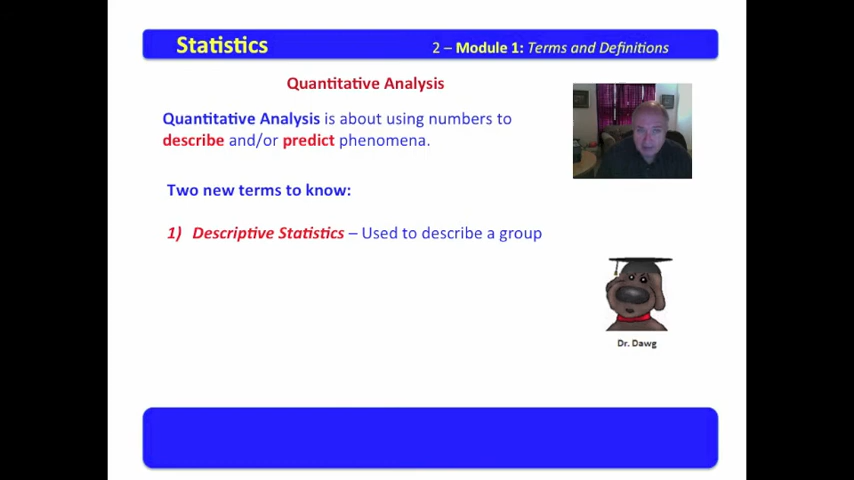 Statistics
2 – Module 1: Terms and Definitions
Quantitative Analysis
Quantitative Analysis is about using numbers to
describe and/or predict phenomena.
Two new terms to know:
1) Descriptive Statistics – Used to describe a group
Dr. Dawg